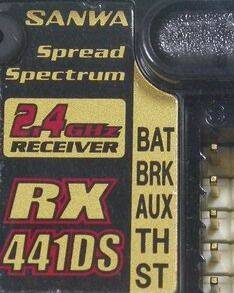 SANWA
Spread
Spectrum
2.4GHz
RECEIVER
RX
441DS
BAT
BRK
AUX
TH
ST